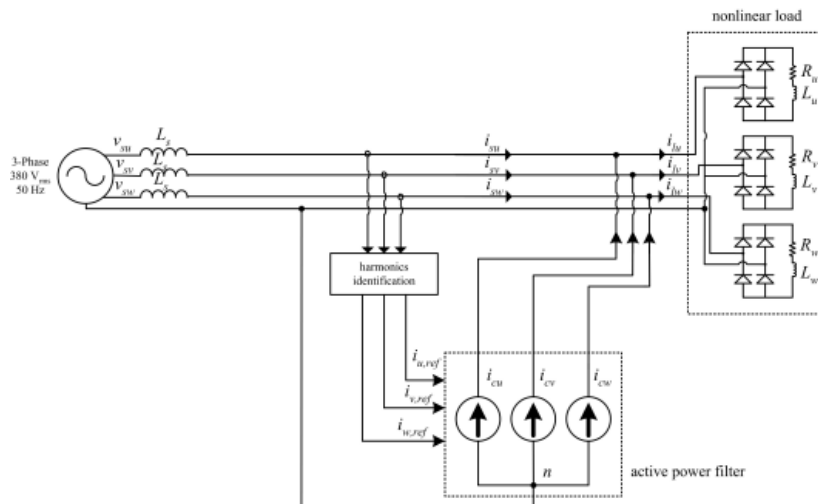 nonlinear load
R_u
L_u
v_su
L_s
3-Phase
380 V_rms
50 Hz
v_sv
L_s
v_sw
L_s
i_su
i_sv
i_sw
i_lu
i_lv
i_lw
R_v
L_v
R_w
L_w
harmonics
identification
i_u,ref
i_v,ref
i_w,ref
i_cu
i_cv
i_cw
n
active power filter